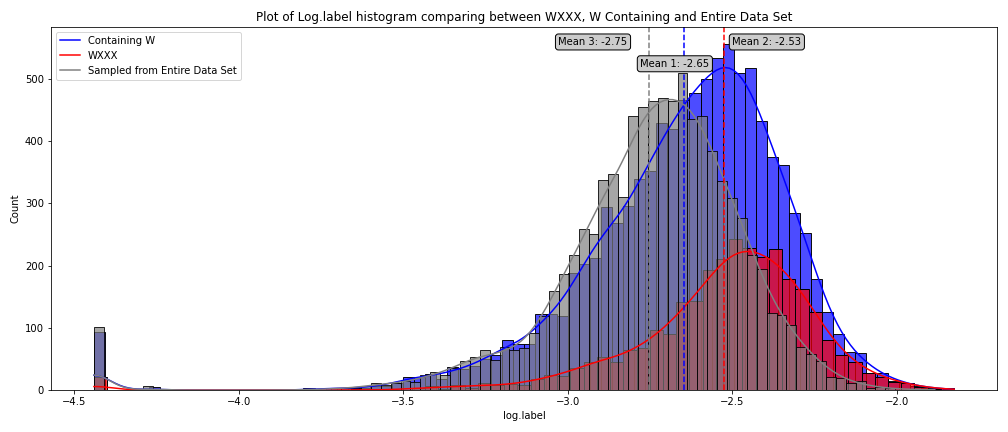 Plot of Log.label histogram comparing between WXXX, W Containing and Entire Data Set
Containing W
WXXX
Sampled from Entire Data Set
Mean 3: -2.75
Mean 2: -2.53
Mean 1: -2.65
500
400
300
200
100
0
Count
−4.5
−4.0
−3.5
−3.0
−2.5
−2.0
log.label